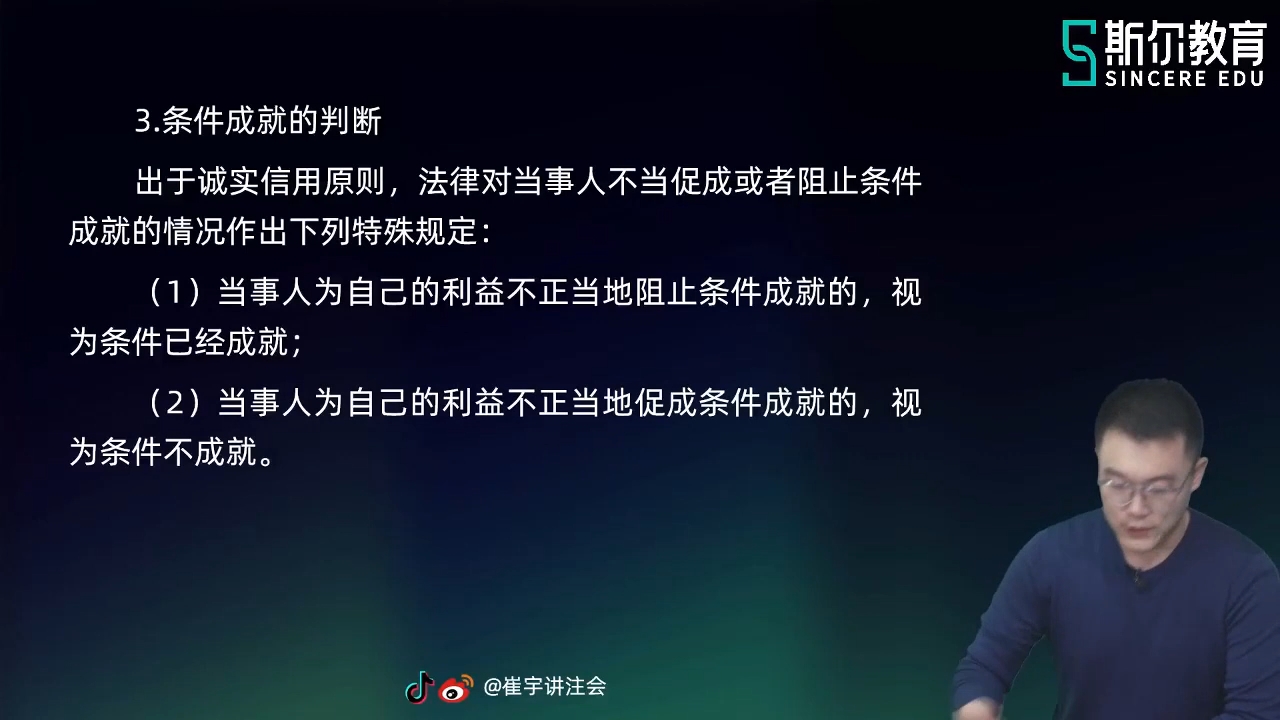 斯尔教育
SINCERE EDU
3.条件成就的判断
出于诚实信用原则，法律对当事人不当促成或者阻止条件
成就的情况作出下列特殊规定：
（1）当事人为自己的利益不正当地阻止条件成就的，视
为条件已经成就；
（2）当事人为自己的利益不正当地促成条件成就的，视
为条件不成就。
@崔宇讲注会